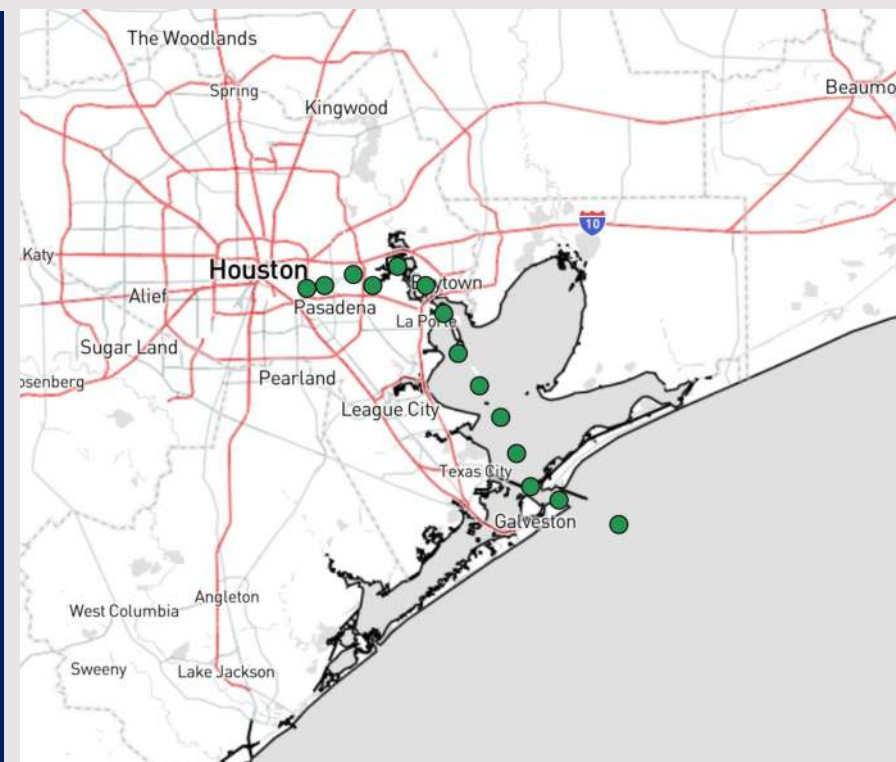 The Woodlands
Spring
Kingwood
Beaumo
10
Katy
Houston
Baytown
Alief
Pasadena
La Porte
Sugar Land
Pearland
osenberg
League City
Texas City
Galveston
Angleton
West Columbia
Sweeny
Lake Jackson